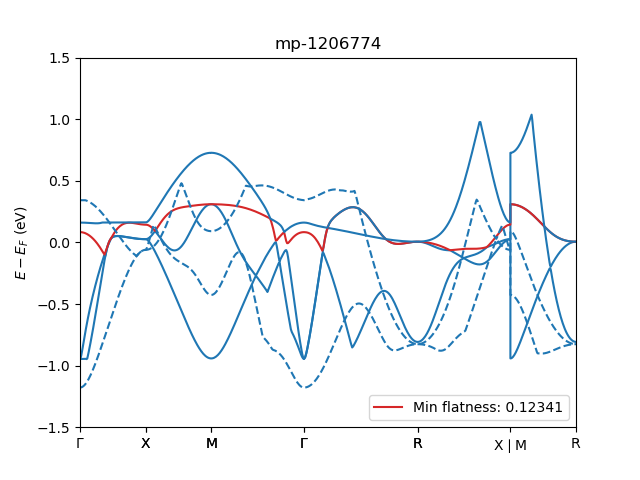 mp-1206774
1.5
1.0
0.5
0.0
−0.5
−1.0
−1.5
E − E_F (eV)
Min flatness: 0.12341
Γ X M Γ R X | M R